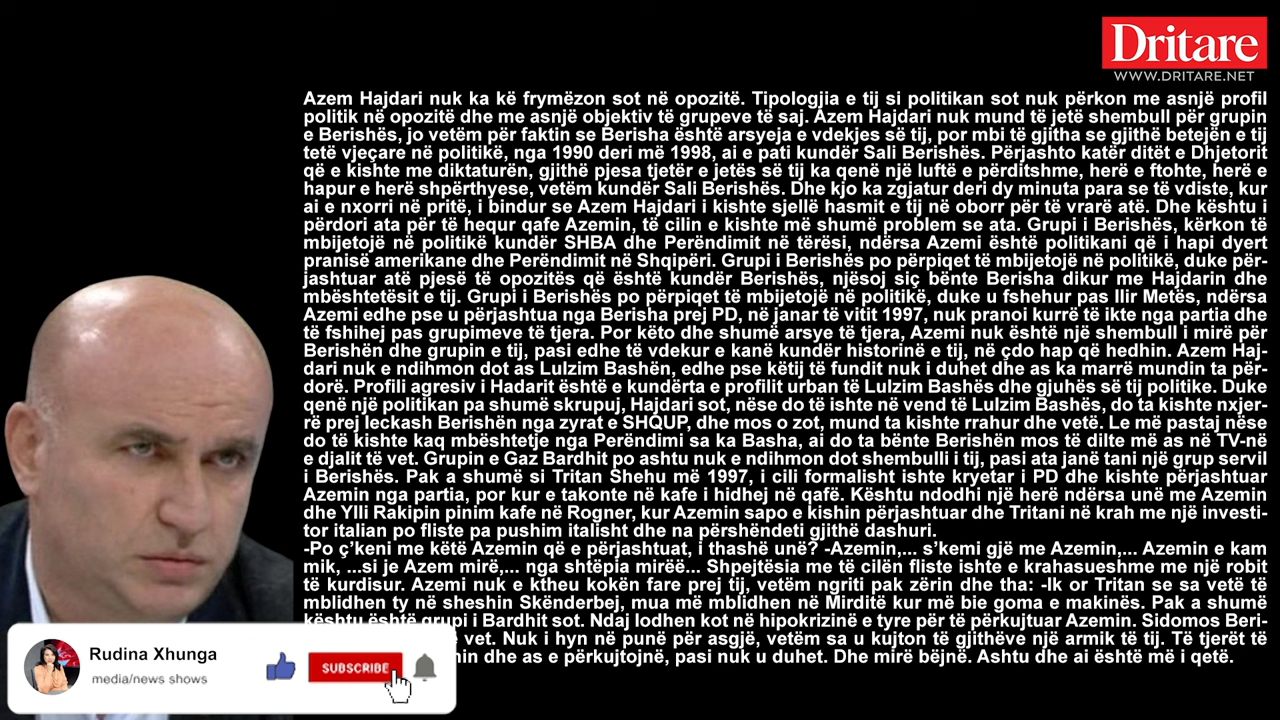 Dritare
WWW.DRITARE.NET
Azem Hajdari nuk ka kë frymëzon sot në opozitë. Tipologjia e tij si politikan sot nuk përkon me asnjë profil
politik në opozitë dhe me asnjë objektiv të grupeve të saj. Azem Hajdari nuk mund të jetë shembull për grupin
e Berishës, jo vetëm për faktin se Berisha është arsyeja e vdekjes së tij, por mbi të gjitha se gjithë betejën e tij
tetë vjeçare në politikë, nga 1990 deri më 1998, ai e pati kundër Sali Berishës. Përjashto katër ditët e Dhjetorit
që e kishte me diktaturën, gjithë pjesa tjetër e jetës së tij ka qenë një luftë e përditshme, herë e ftohte, herë e
hapur e herë shpërthyese, vetëm kundër Sali Berishës. Dhe kjo ka zgjatur deri dy minuta para se të vdiste, kur
ai e nxorri në pritë, i bindur se Azem Hajdari i kishte sjellë hasmit e tij në oborr për të vrarë atë. Dhe kështu i
përdori ata për të hequr qafe Azemin, të cilin e kishte më shumë problem se ata. Grupi i Berishës, kërkon të
mbijetojë në politikë kundër SHBA dhe Perëndimit në tërësi, ndërsa Azemi është politikani që i hapi dyert
pranisë amerikane dhe Perëndimit në Shqipëri. Grupi i Berishës po përpiqet të mbijetojë në politikë, duke për-
jashtuar atë pjesë të opozitës që është kundër Berishës, njësoj siç bënte Berisha dikur me Hajdarin dhe
mbështetësit e tij. Grupi i Berishës po përpiqet të mbijetojë në politikë, duke u fshehur pas Ilir Metës, ndërsa
Azemi edhe pse u përjashtua nga Berisha prej PD, në janar të vitit 1997, nuk pranoi kurrë të ikte nga partia dhe
të fshihej pas grupimeve të tjera. Por këto dhe shumë arsye të tjera, Azemi nuk është një shembull i mirë për
Berishën dhe grupin e tij, pasi edhe të vdekur e kanë kundër historinë e tij, në çdo hap që hedhin. Azem Haj-
dari nuk e ndihmon dot as Lulzim Bashën, edhe pse këtij të fundit nuk i duhet dhe as ka marrë mundin ta për-
dorë. Profili agresiv i Hadarit është e kundërta e profilit urban të Lulzim Bashës dhe gjuhës së tij politike. Duke
qenë një politikan pa shumë skrupuj, Hajdari sot, nëse do të ishte në vend të Lulzim Bashës, do ta kishte nxjer-
rë prej leckash Berishën nga zyrat e SHQUP, dhe mos o zot, mund ta kishte rrahur dhe vetë. Le më pastaj nëse
do të kishte kaq mbështetje nga Perëndimi sa ka Basha, ai do ta bënte Berishën mos të dilte më as në TV-në
e djalit të vet. Grupin e Gaz Bardhit po ashtu nuk e ndihmon dot shembulli i tij, pasi ata janë tani një grup servil
i Berishës. Pak a shumë si Tritan Shehu më 1997, i cili formalisht ishte kryetar i PD dhe kishte përjashtuar
Azemin nga partia, por kur e takonte në kafe i hidhej në qafë. Kështu ndodhi një herë ndërsa unë me Azemin
dhe Ylli Rakipin pinim kafe në Rogner, kur Azemin sapo e kishin përjashtuar dhe Tritani në krah me një investi-
tor italian po fliste pa pushim italisht dhe na përshëndeti gjithë dashuri.
-Po ç’keni me këtë Azemin që e përjashtuat, i thashë unë? -Azemin,... s’kemi gjë me Azemin,... Azemin e kam
mik, ...si je Azem mirë,... nga shtëpia mirëë... Shpejtësia me të cilën fliste ishte e krahasueshme me një robit
të kurdisur. Azemi nuk e ktheu kokën fare prej tij, vetëm ngriti pak zërin dhe tha: -Ik or Tritan se sa vetë të
mblidhen ty në sheshin Skënderbej, mua më mblidhen në Mirditë kur më bie goma e makinës. Pak a shumë
kështu është grupi i Bardhit sot. Ndaj lodhen kot në hipokrizinë e tyre për të përkujtuar Azemin. Sidomos Beri-
vet. Nuk i hyn në punë për asgjë, vetëm sa u kujton të gjithëve një armik të tij. Të tjerët të
dhe as e përkujtojnë, pasi nuk u duhet. Dhe mirë bëjnë. Ashtu dhe ai është më i qetë.
Rudina Xhunga
media/news shows
SUBSCRIBE